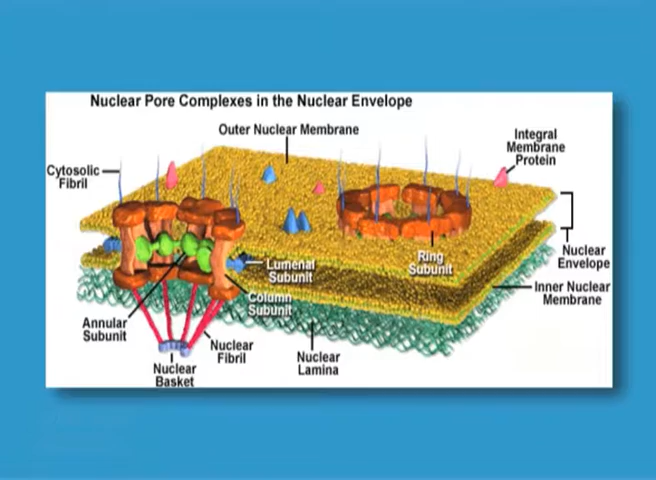 Nuclear Pore Complexes in the Nuclear Envelope
Outer Nuclear Membrane
Integral
Membrane
Protein
Cytosolic
Fibril
Nuclear
Envelope
Ring
Subunit
Lumenal
Subunit
Inner Nuclear
Membrane
Column
Subunit
Annular
Subunit
Nuclear
Fibril
Nuclear
Lamina
Nuclear
Basket